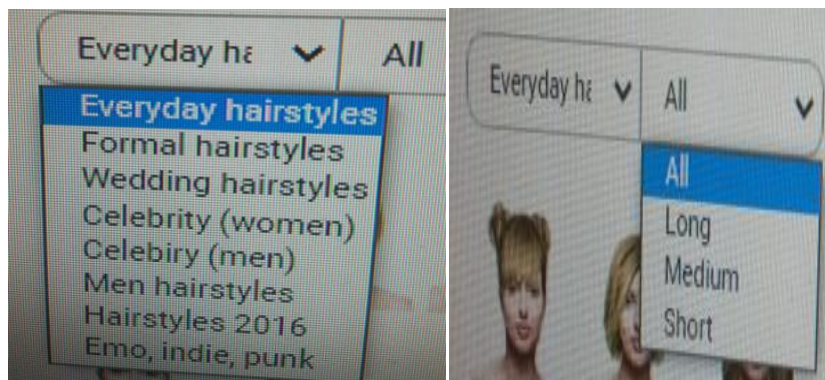 Everyday ha All
Everyday hairstyles
Formal hairstyles
Wedding hairstyles
Celebrity (women)
Celebiry (men)
Men hairstyles
Hairstyles 2016
Emo, indie, punk
Everyday ha All
All
Long
Medium
Short